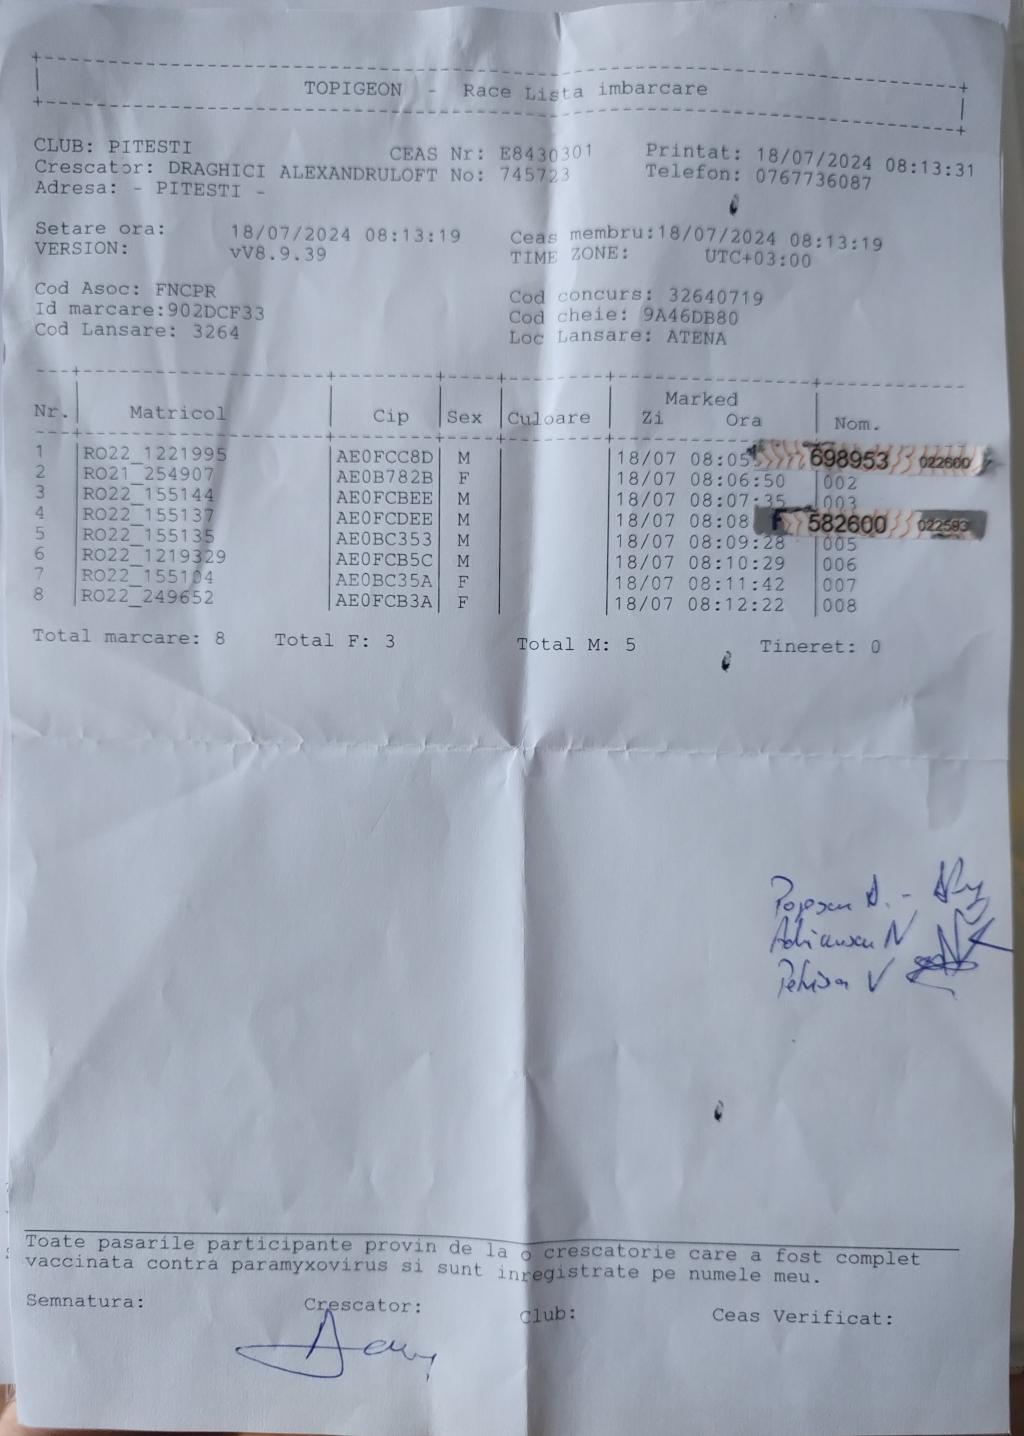 TOPIGEON - Race Lista imbarcare
CLUB: PITESTI CEAS Nr: E8430301 Printat: 18/07/2024 08:13:31
Crescator: DRAGHICI ALEXANDRULOFT No: 745723 Telefon: 0767736087
Adresa: - PITESTI -
Setare ora: 18/07/2024 08:13:19 Ceas membru:18/07/2024 08:13:19
VERSION: vV8.9.39 TIME ZONE: UTC+03:00
Cod Asoc: FNCPR Cod concurs: 32640719
Id marcare:902DCF33 Cod cheie: 9A46DB80
Cod Lansare: 3264 Loc Lansare: ATENA
Marked
Nr. Matricol Cip Sex Culoare Zi Ora Nom.
1 RO22_1221995 AE0FCC8D M 18/07 08:05 698953 022600
2 RO21_254907 AE0B782B F 18/07 08:06:50 002
3 RO22_155144 AE0FCBEE M 18/07 08:07:35 003
4 RO22_155137 AE0FCDEE M 18/07 08:08 582600 022593
5 RO22_155135 AE0BC353 M 18/07 08:09:28 005
6 RO22_1219329 AE0FCB5C M 18/07 08:10:29 006
7 RO22_155104 AE0BC35A F 18/07 08:11:42 007
8 RO22_249652 AE0FCB3A F 18/07 08:12:22 008
Total marcare: 8 Total F: 3 Total M: 5 Tineret: 0
Popescu A. -
N
V
Toate pasarile participante provin de la o crescatorie care a fost complet
vaccinata contra paramyxovirus si sunt inregistrate pe numele meu.
Semnatura: Crescator: Club: Ceas Verificat: